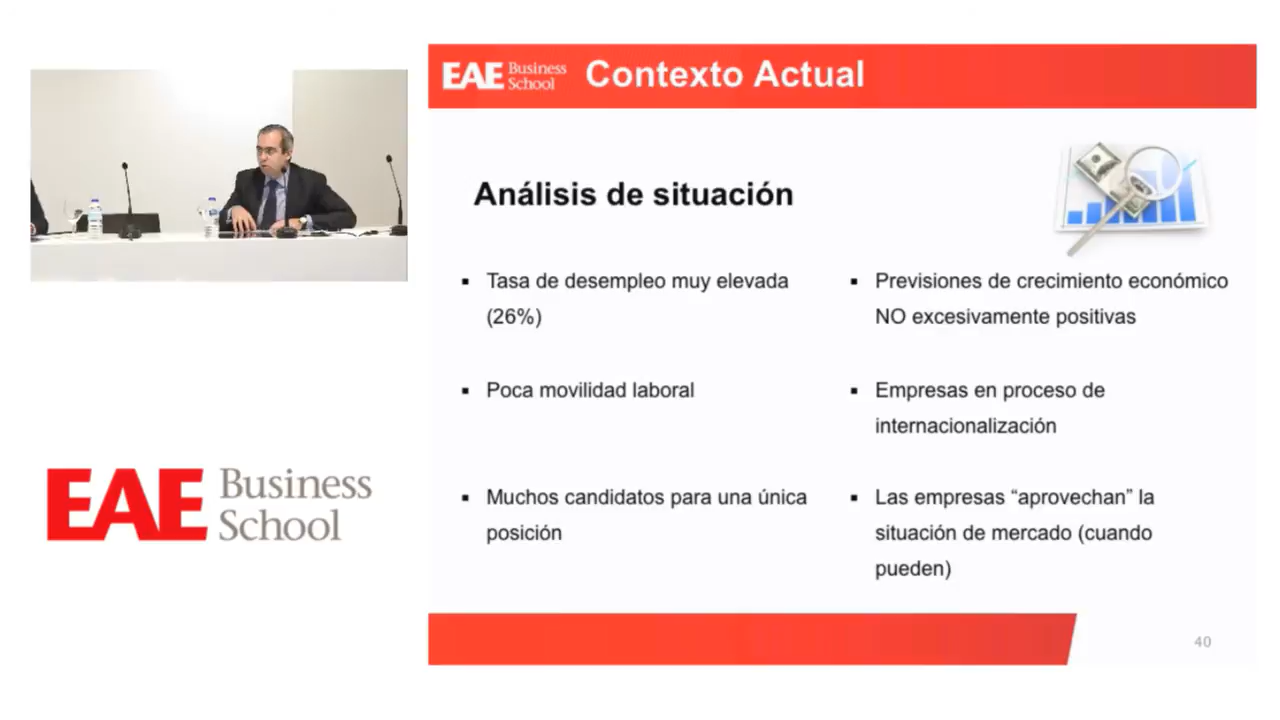 EAE Business School
Contexto Actual
Análisis de situación
▪ Tasa de desempleo muy elevada
(26%)
▪ Poca movilidad laboral
▪ Muchos candidatos para una única
posición
▪ Previsiones de crecimiento económico
NO excesivamente positivas
▪ Empresas en proceso de
internacionalización
▪ Las empresas “aprovechan” la
situación de mercado (cuando
pueden)
40
EAE Business
School